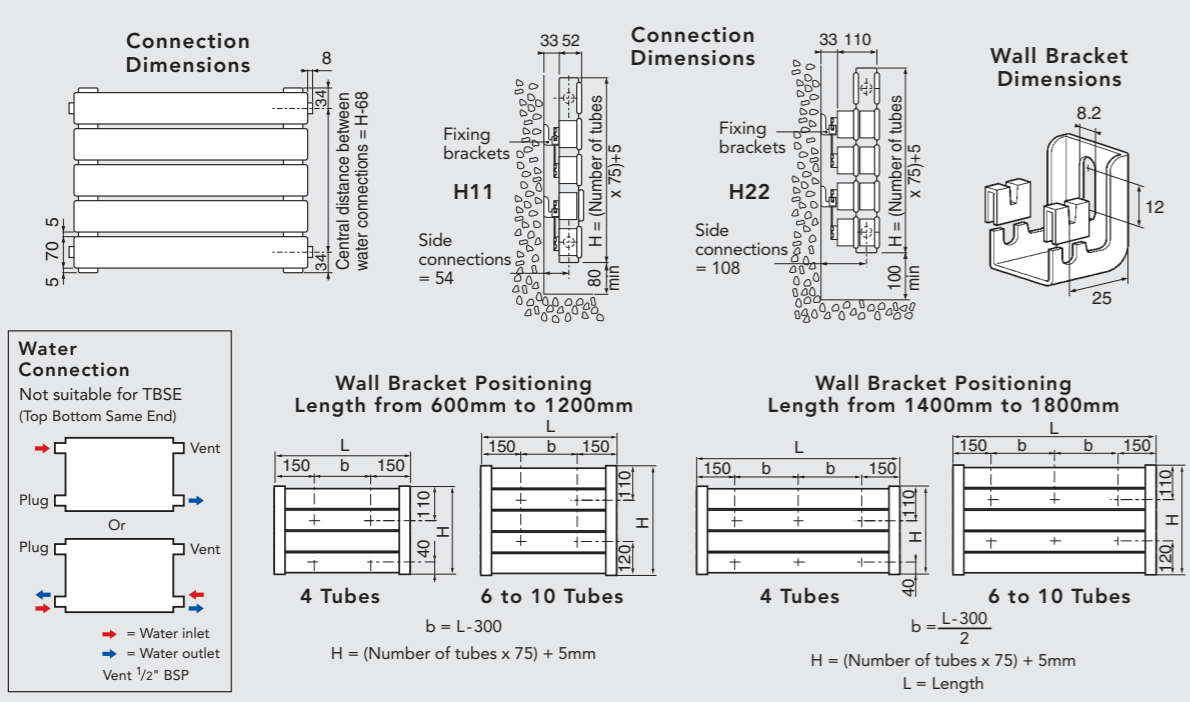 Connection
Dimensions
8
34
Central distance between
water connections = H-68
34
5
70
5
33 52
Fixing
brackets
H11
Side
connections
= 54
H = (Number of tubes
x 75)+5
80
min
Connection
Dimensions
33 110
Fixing
brackets
H22
Side
connections
= 108
H = (Number of tubes
x 75)+5
100
min
Wall Bracket
Dimensions
8.2
12
25
Water
Connection
Not suitable for TBSE
(Top Bottom Same End)
Vent
Plug
Or
Plug
Vent
= Water inlet
= Water outlet
Vent 1/2" BSP
Wall Bracket Positioning
Length from 600mm to 1200mm
L
150 b 150
110
H
40
4 Tubes
L
150 b 150
110
H
120
6 to 10 Tubes
b = L-300
H = (Number of tubes x 75) + 5mm
Wall Bracket Positioning
Length from 1400mm to 1800mm
L
150 b b 150
110
H
40
4 Tubes
L
150 b b 150
110
H
120
6 to 10 Tubes
b = L-300
2
H = (Number of tubes x 75) + 5mm
L = Length